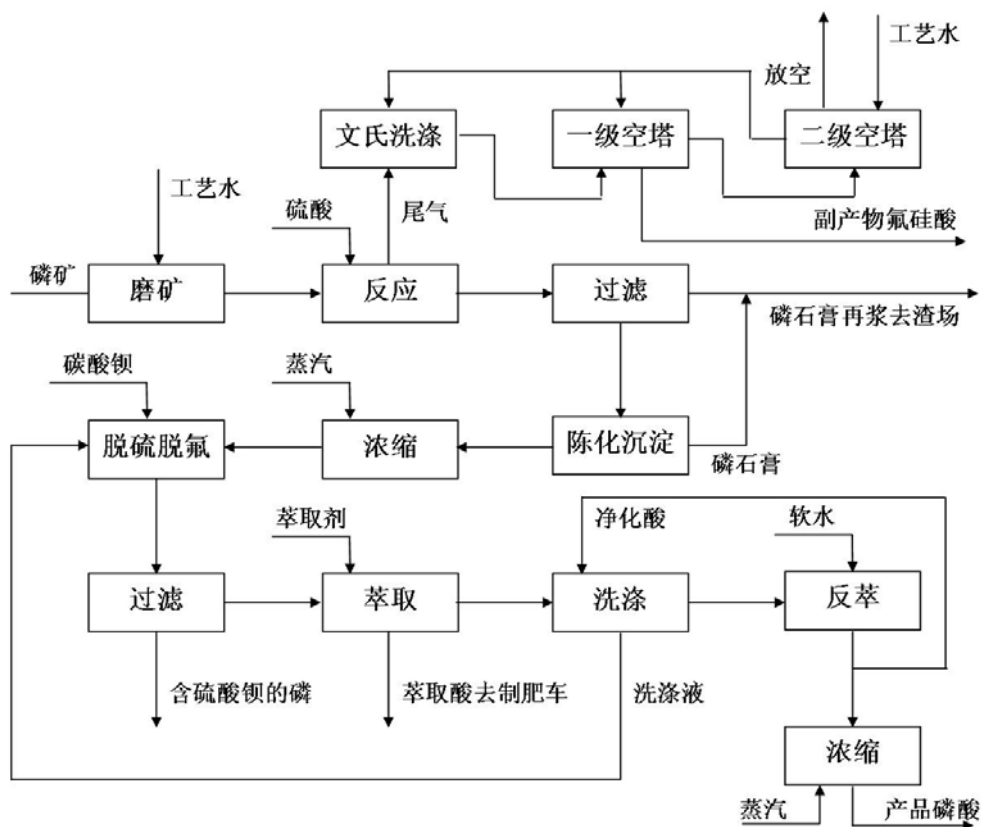 工艺水
放空
文氏洗涤
一级空塔
二级空塔
工艺水
硫酸
尾气
副产物氟硅酸
磷矿
磨矿
反应
过滤
磷石膏再浆去渣场
碳酸钡
蒸汽
脱硫脱氟
浓缩
陈化沉淀
磷石膏
萃取剂
净化酸
软水
过滤
萃取
洗涤
反萃
含硫酸钡的磷
萃取酸去制肥车
洗涤液
浓缩
蒸汽
产品磷酸